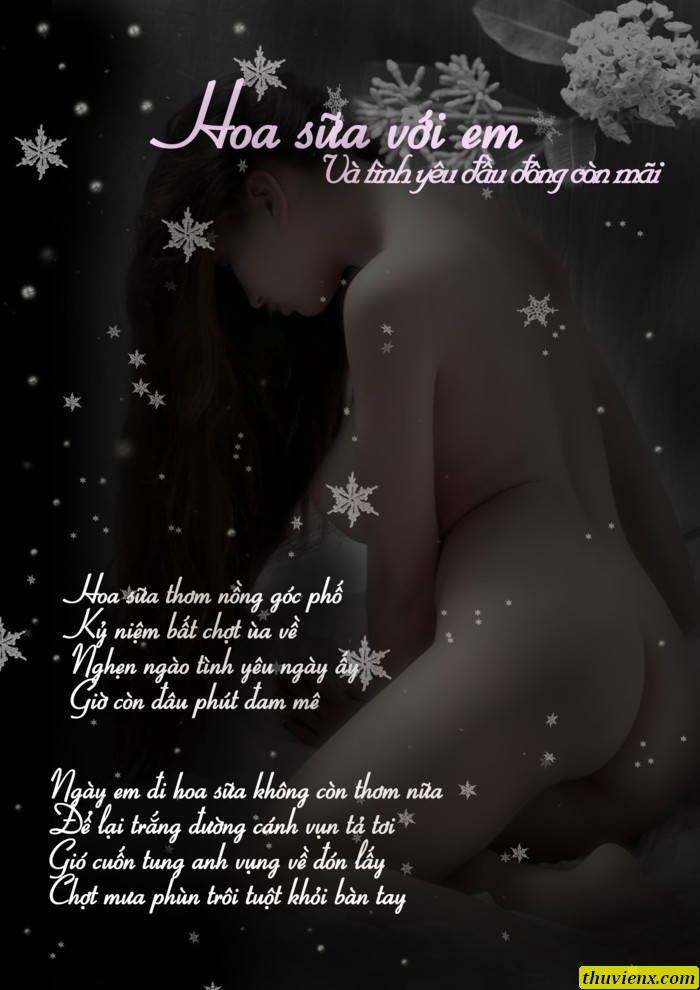 Hoa sữa với em
Và tình yêu đầu đông còn mãi
Hoa sữa thơm nồng góc phố
Kỷ niệm bất chợt ùa về
Nghẹn ngào tình yêu ngày ấy
Giờ còn đâu phút đam mê
Ngày em đi hoa sữa không còn thơm nữa
Để lại trắng đường cánh vụn tả tơi
Gió cuốn tung anh vụng về đón lấy
Chợt mưa phùn trôi tuột khỏi bàn tay
thuvienx.com